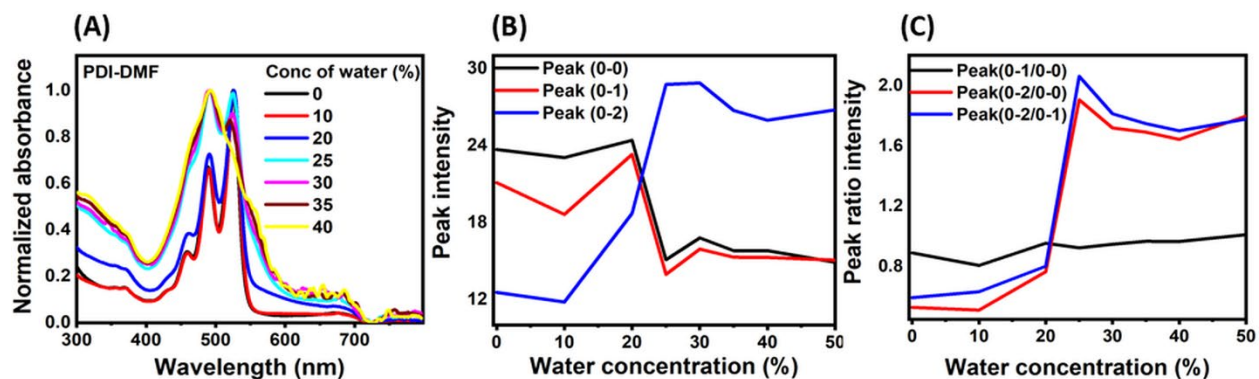 (A)
PDI-DMF
Conc of water (%)
0
10
20
25
30
35
40
Normalized absorbance
1.0
0.8
0.6
0.4
0.2
0.0
300 400 500 600 700
Wavelength (nm)
(B)
Peak (0-0)
Peak (0-1)
Peak (0-2)
Peak intensity
30
24
18
12
0 10 20 30 40 50
Water concentration (%)
(C)
Peak(0-1/0-0)
Peak(0-2/0-0)
Peak(0-2/0-1)
Peak ratio intensity
2.0
1.6
1.2
0.8
0 10 20 30 40 50
Water concentration (%)